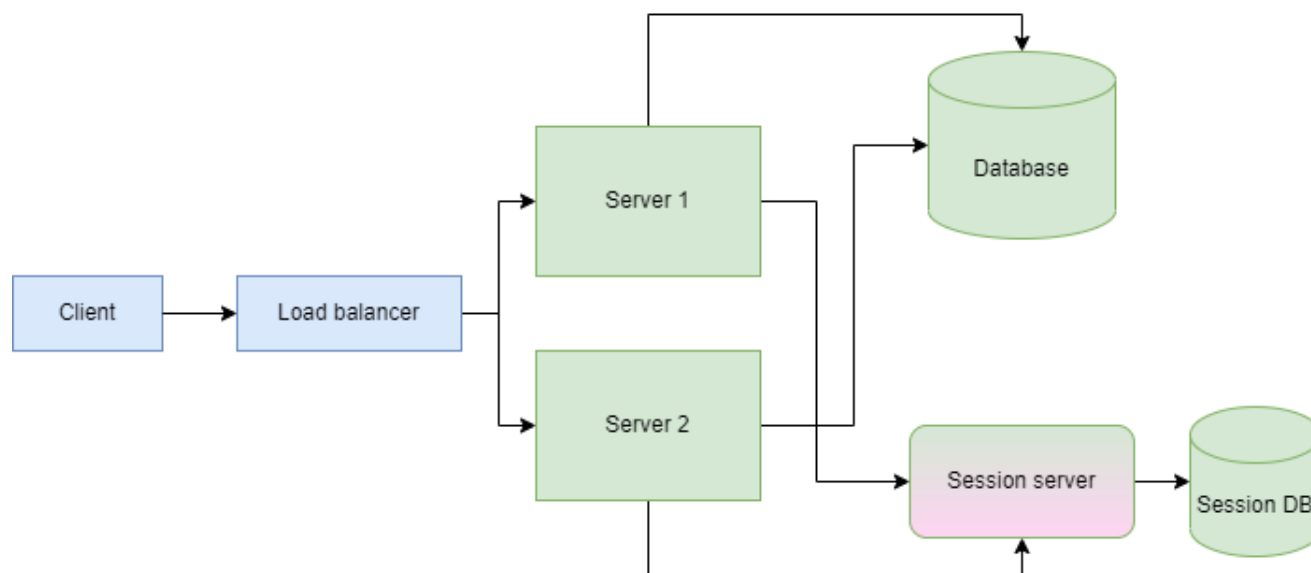 Client
Load balancer
Server 1
Server 2
Database
Session server
Session DB